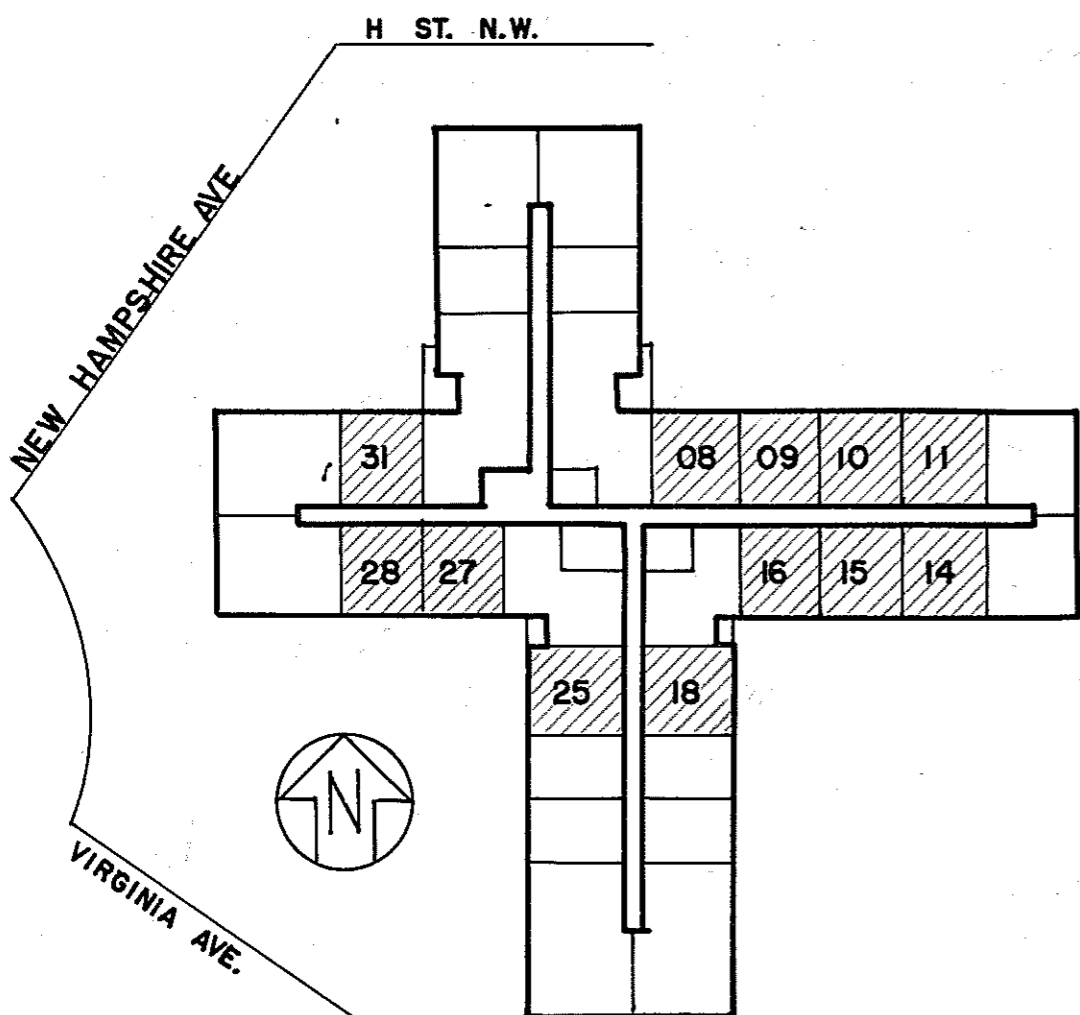 H ST. N.W.
NEW HAMPSHIRE AVE
31
08 09 10 11
28 27
16 15 14
25 18
N
VIRGINIA AVE.